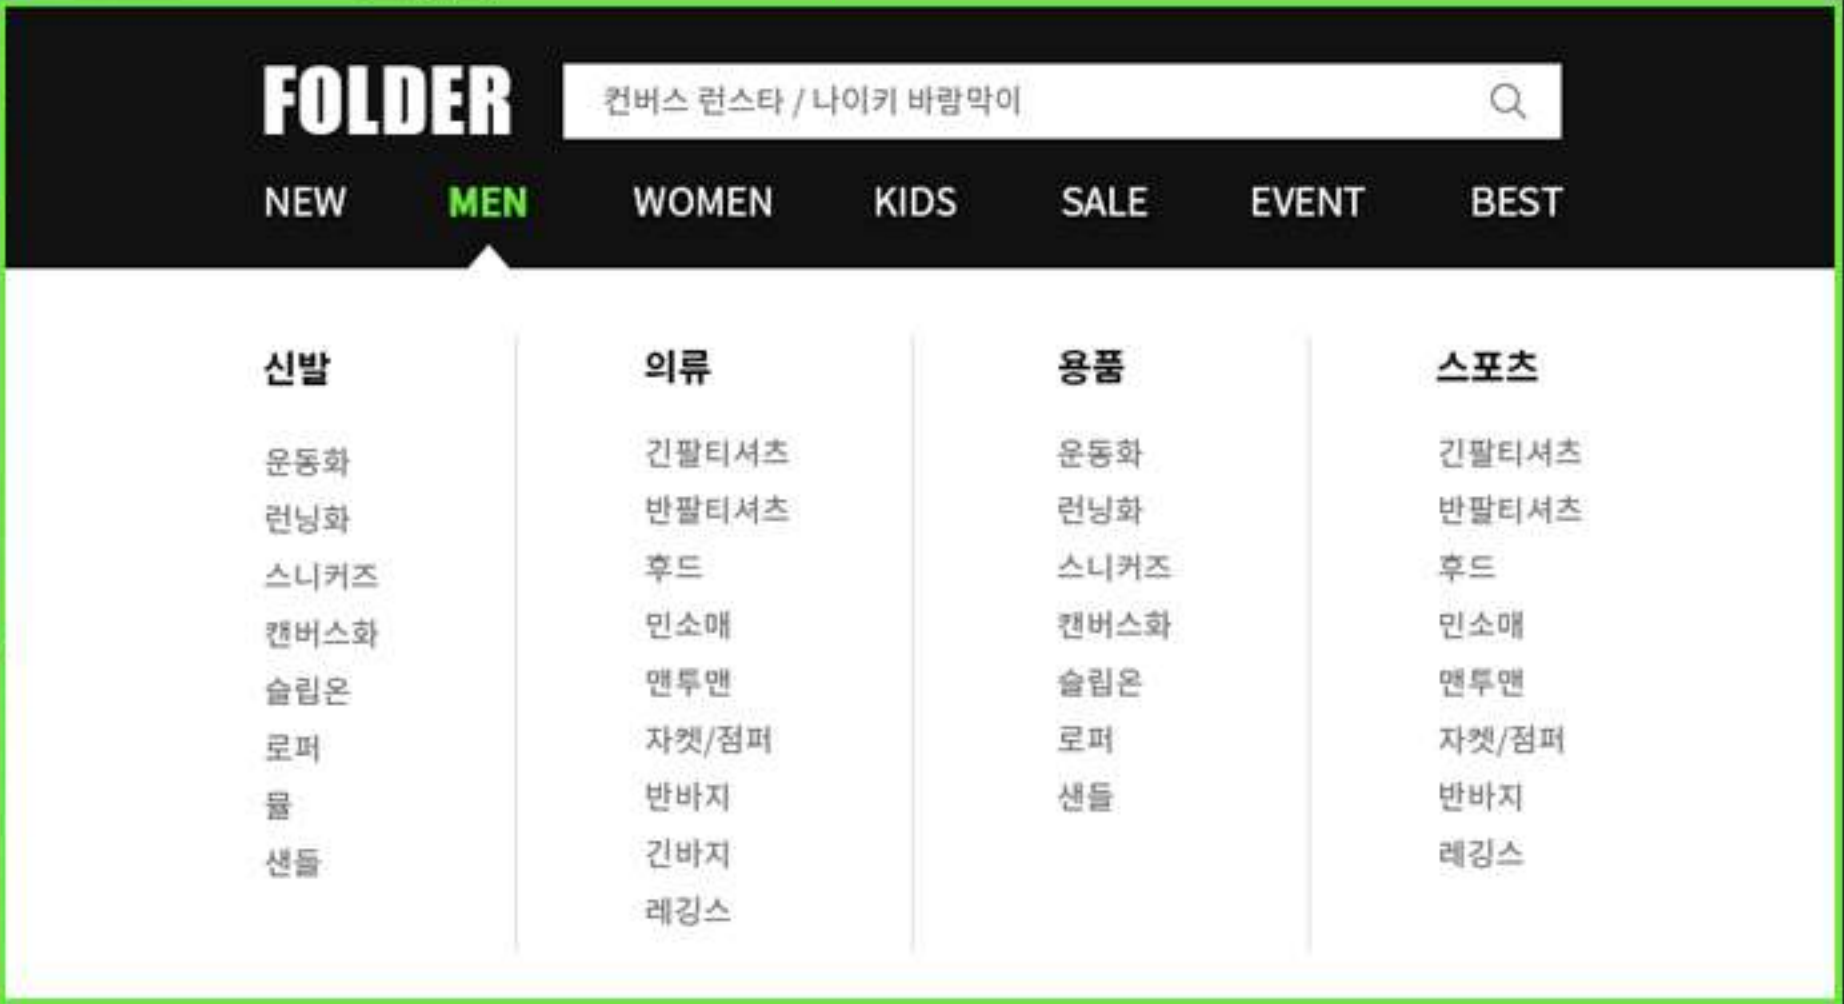 FOLDER
컨버스 런스타 / 나이키 바람막이
NEW MEN WOMEN KIDS SALE EVENT BEST
신발
운동화
런닝화
스니커즈
캔버스화
슬립온
로퍼
뮬
샌들
의류
긴팔티셔츠
반팔티셔츠
후드
민소매
맨투맨
자켓/점퍼
반바지
긴바지
레깅스
용품
운동화
런닝화
스니커즈
캔버스화
슬립온
로퍼
샌들
스포츠
긴팔티셔츠
반팔티셔츠
후드
민소매
맨투맨
자켓/점퍼
반바지
레깅스